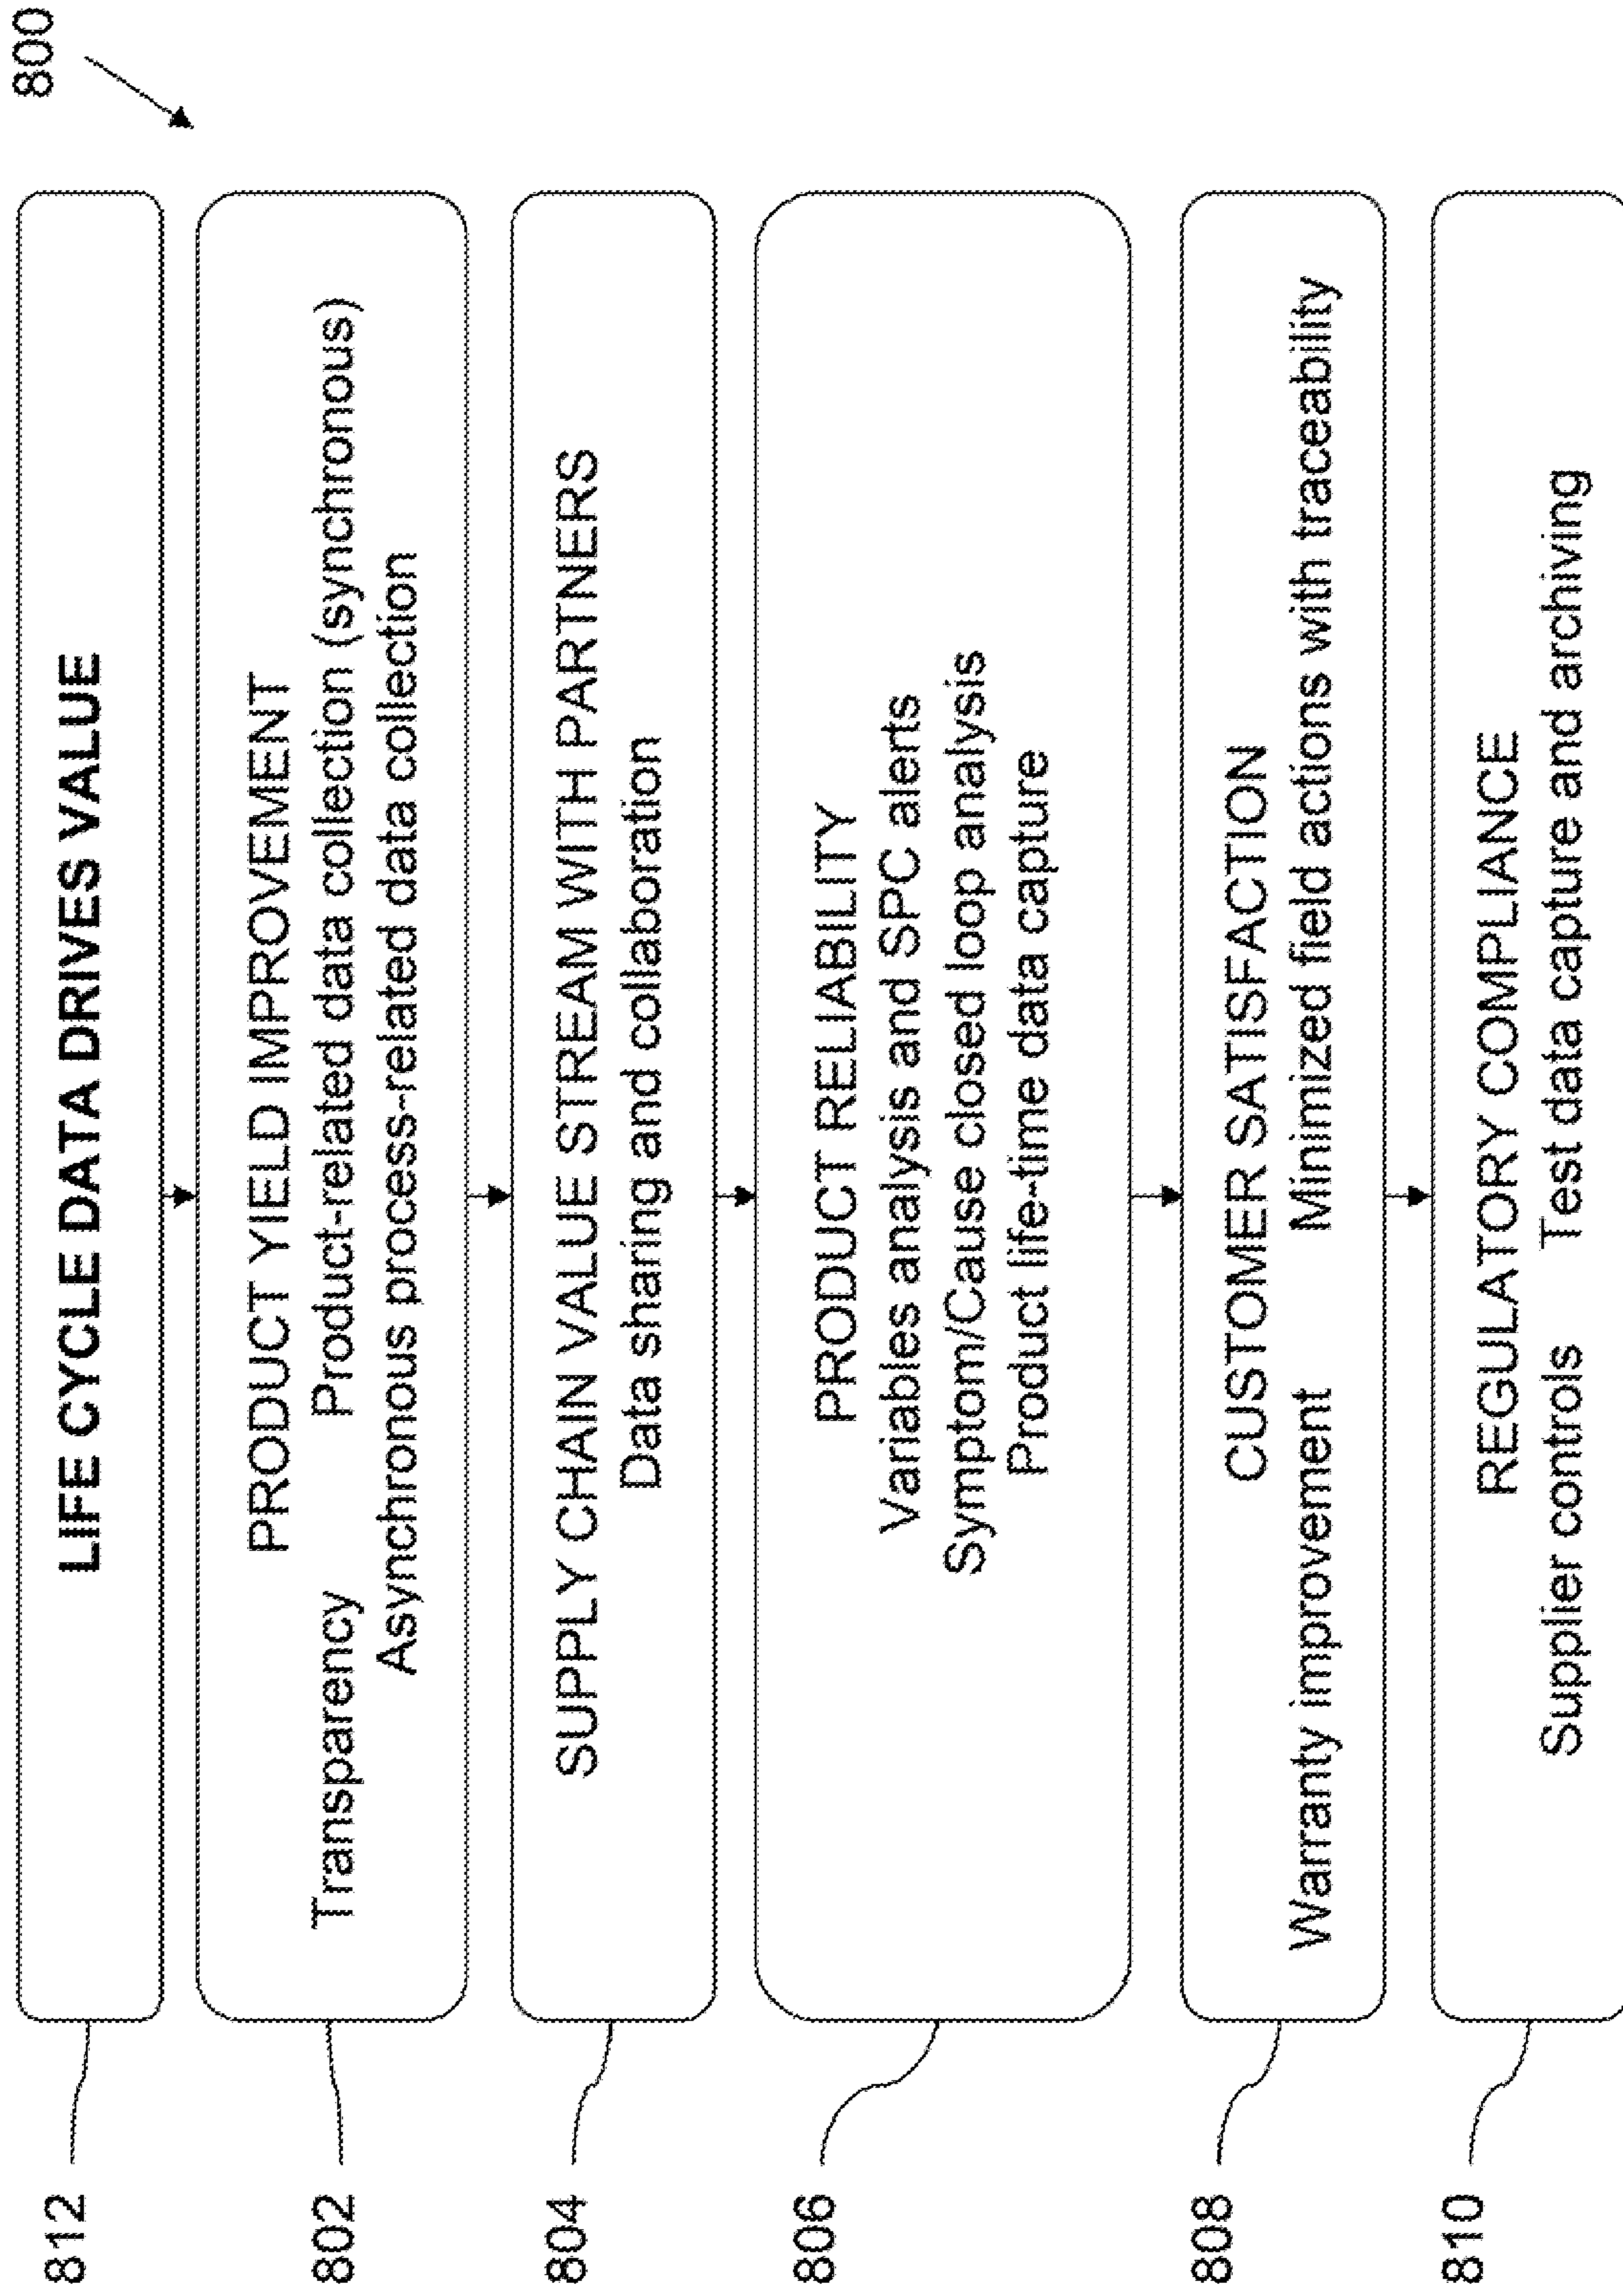 800
812
LIFE CYCLE DATA DRIVES VALUE
802
PRODUCT YIELD IMPROVEMENT
Transparency Product-related data collection (synchronous)
Asynchronous process-related data collection
804
SUPPLY CHAIN VALUE STREAM WITH PARTNERS
Data sharing and collaboration
806
PRODUCT RELIABILITY
Variables analysis and SPC alerts
Symptom/Cause closed loop analysis
Product life-time data capture
808
CUSTOMER SATISFACTION
Warranty improvement Minimized field actions with traceability
810
REGULATORY COMPLIANCE
Supplier controls Test data capture and archiving